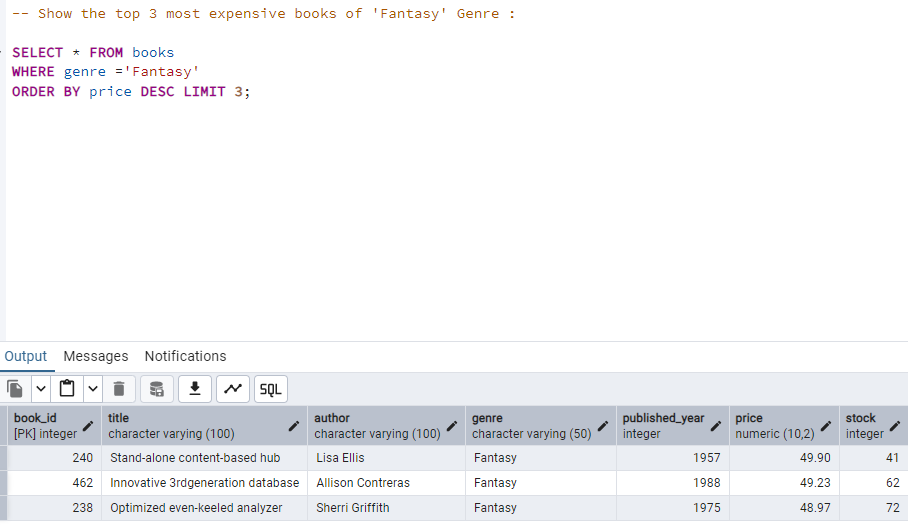 -- Show the top 3 most expensive books of 'Fantasy' Genre :
SELECT * FROM books
WHERE genre ='Fantasy'
ORDER BY price DESC LIMIT 3;
Output Messages Notifications
SQL
book_id title author genre published_year price stock
[PK] integer character varying (100) character varying (100) character varying (50) integer numeric (10,2) integer
240 Stand-alone content-based hub Lisa Ellis Fantasy 1957 49.90 41
462 Innovative 3rdgeneration database Allison Contreras Fantasy 1988 49.23 62
238 Optimized even-keeled analyzer Sherri Griffith Fantasy 1975 48.97 72